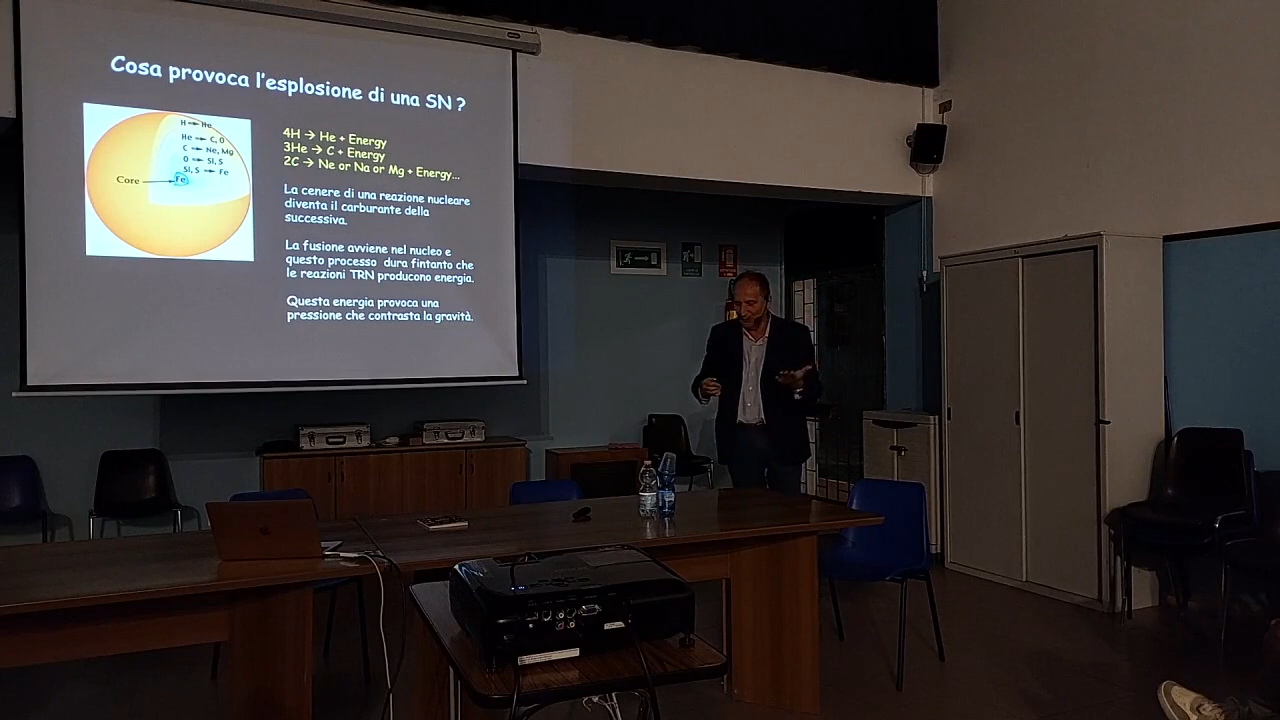 Cosa provoca l'esplosione di una SN ?
H → He
He → C, O
C → Ne, Mg
O → Si, S
Si, S → Fe
Core
Fe
4H → He + Energy
3He → C + Energy
2C → Ne or Na or Mg + Energy...
La cenere di una reazione nucleare
diventa il carburante della
successiva.
La fusione avviene nel nucleo e
questo processo dura fintanto che
le reazioni TRN producono energia.
Questa energia provoca una
pressione che contrasta la gravità.